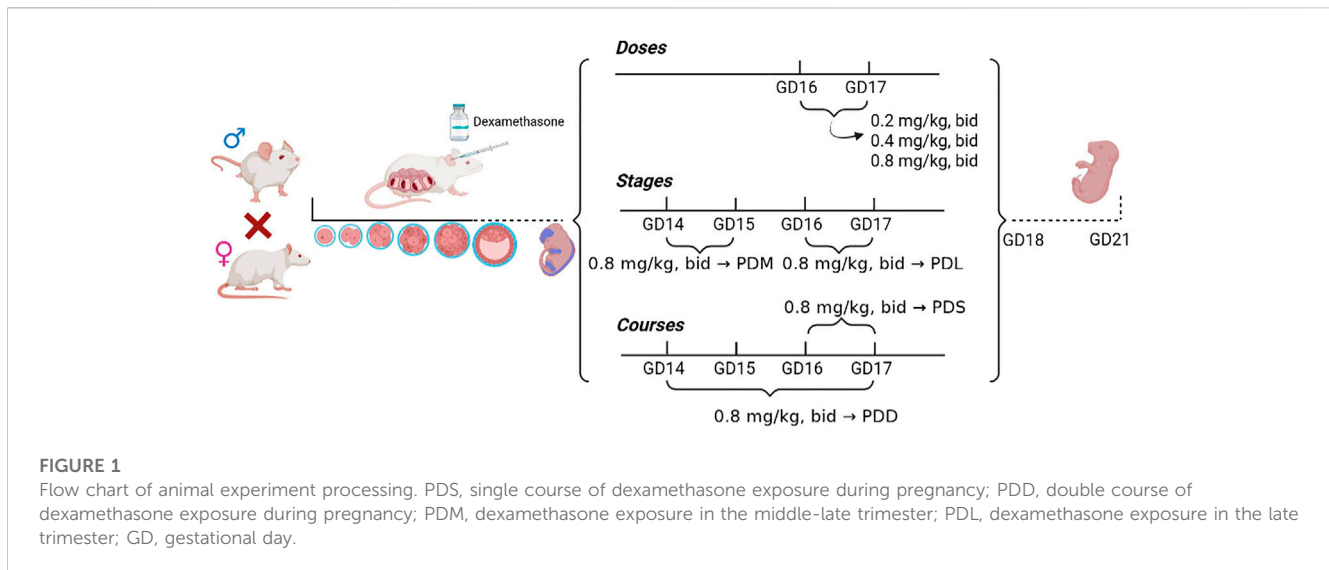 Doses
GD16 GD17
0.2 mg/kg, bid
0.4 mg/kg, bid
0.8 mg/kg, bid
Dexamethasone
Stages
GD14 GD15 GD16 GD17
0.8 mg/kg, bid → PDM 0.8 mg/kg, bid → PDL
0.8 mg/kg, bid → PDS
Courses
GD14 GD15 GD16 GD17
0.8 mg/kg, bid → PDD
GD18 GD21
FIGURE 1
Flow chart of animal experiment processing. PDS, single course of dexamethasone exposure during pregnancy; PDD, double course of
dexamethasone exposure during pregnancy; PDM, dexamethasone exposure in the middle-late trimester; PDL, dexamethasone exposure in the late
trimester; GD, gestational day.